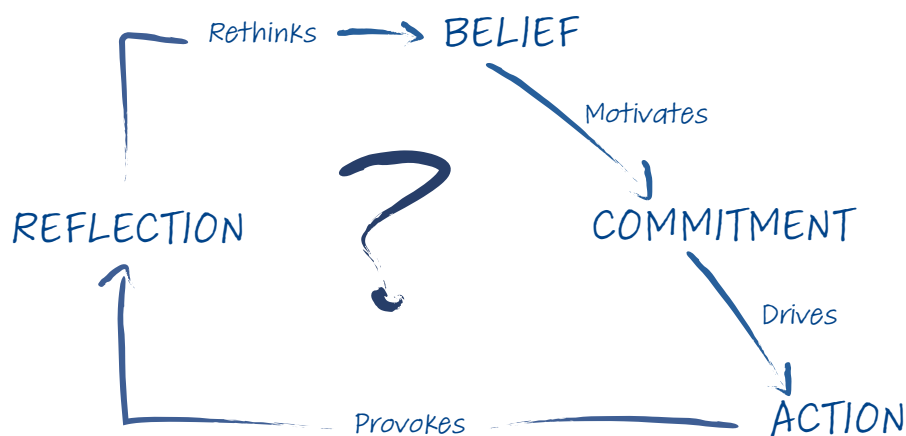 Rethinks
BELIEF
Motivates
REFLECTION
?
COMMITMENT
Drives
Provokes
ACTION